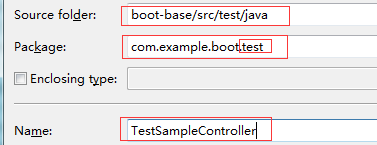 Source folder: boot-base/src/test/java
Package: com.example.boot.test
Enclosing type:
Name: TestSampleController